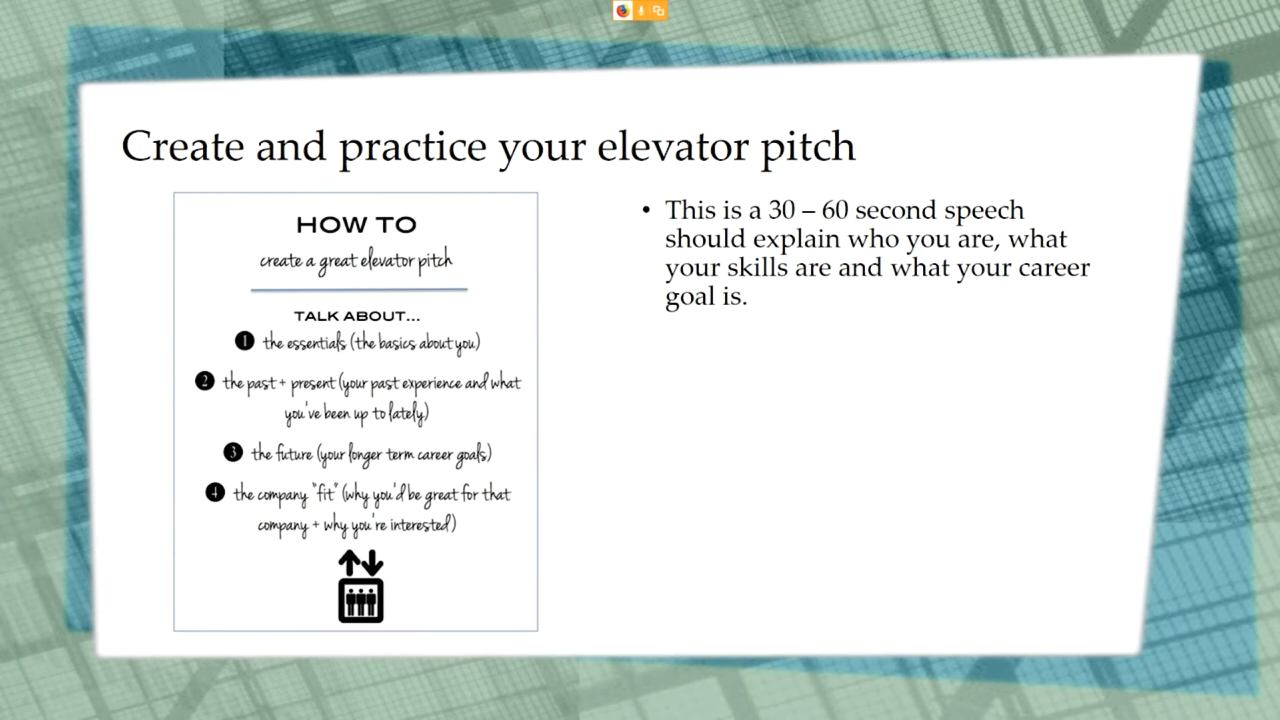 Create and practice your elevator pitch
HOW TO
create a great elevator pitch
TALK ABOUT...
1 the essentials (the basics about you)
2 the past + present (your past experience and what
you've been up to lately)
3 the future (your longer term career goals)
4 the company "fit" (why you'd be great for that
company + why you're interested)
• This is a 30 – 60 second speech
should explain who you are, what
your skills are and what your career
goal is.